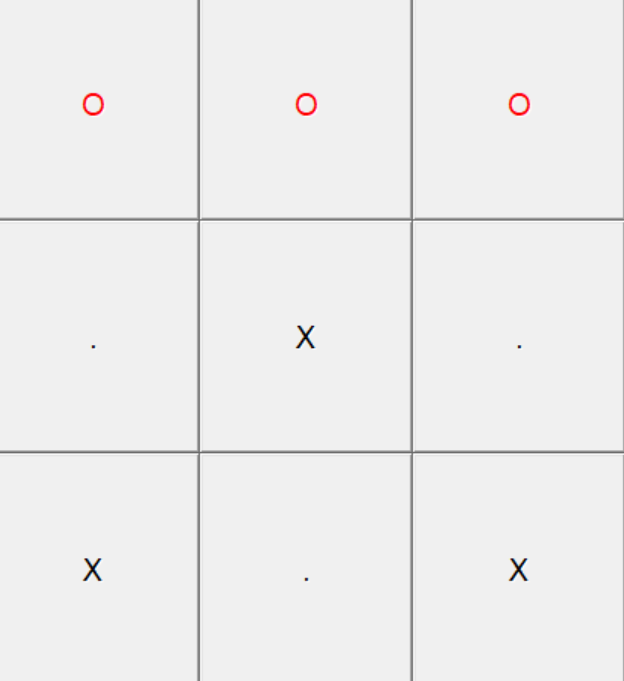 O O O
. X .
X . X